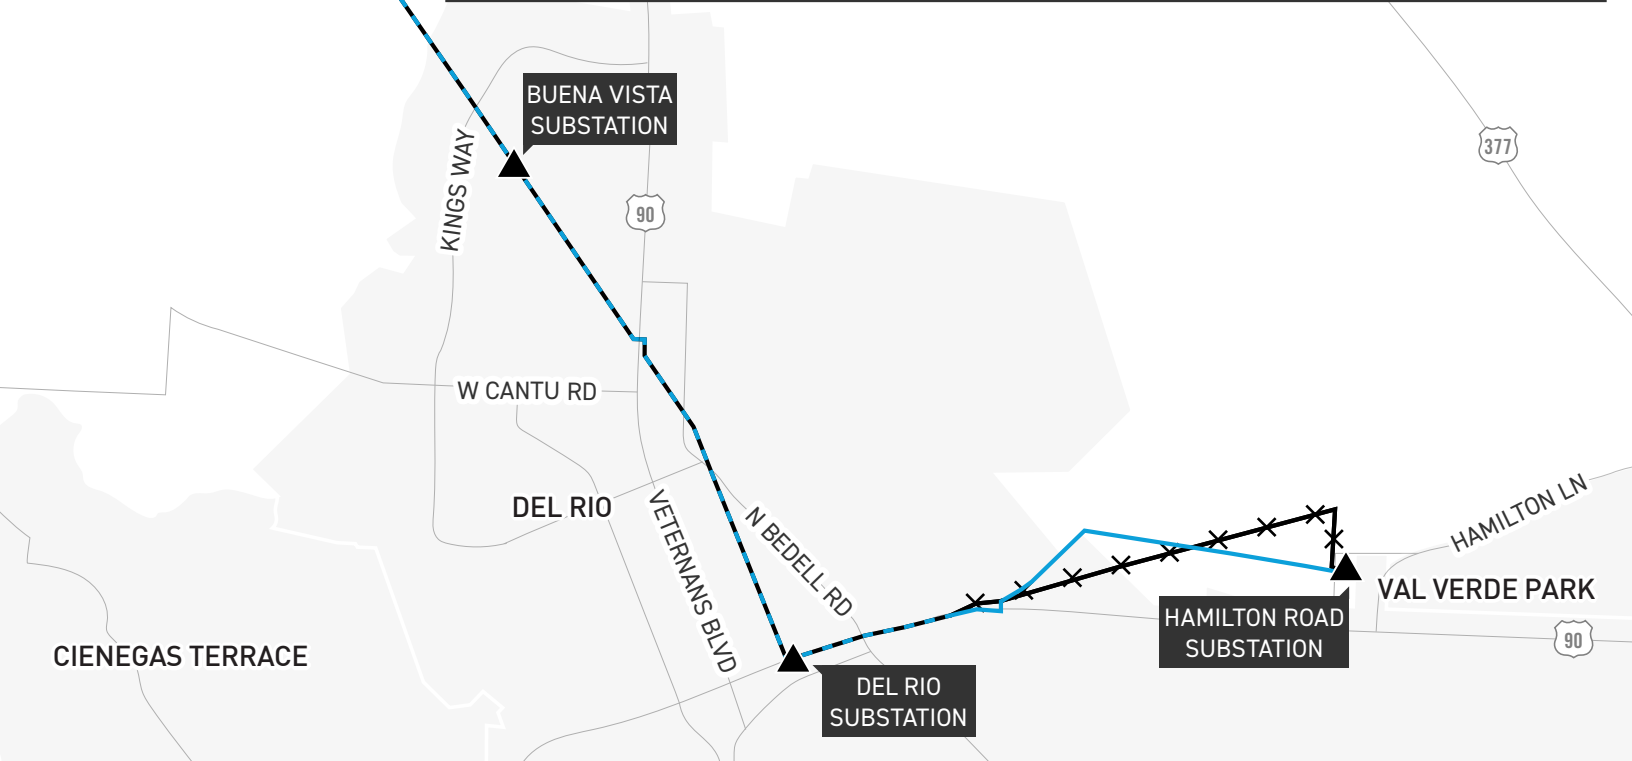 BUENA VISTA
SUBSTATION
377
KINGS WAY
90
W CANTU RD
DEL RIO
VETERNANS BLVD
N BEDELL RD
HAMILTON LN
VAL VERDE PARK
HAMILTON ROAD
SUBSTATION
90
CIENEGAS TERRACE
DEL RIO
SUBSTATION